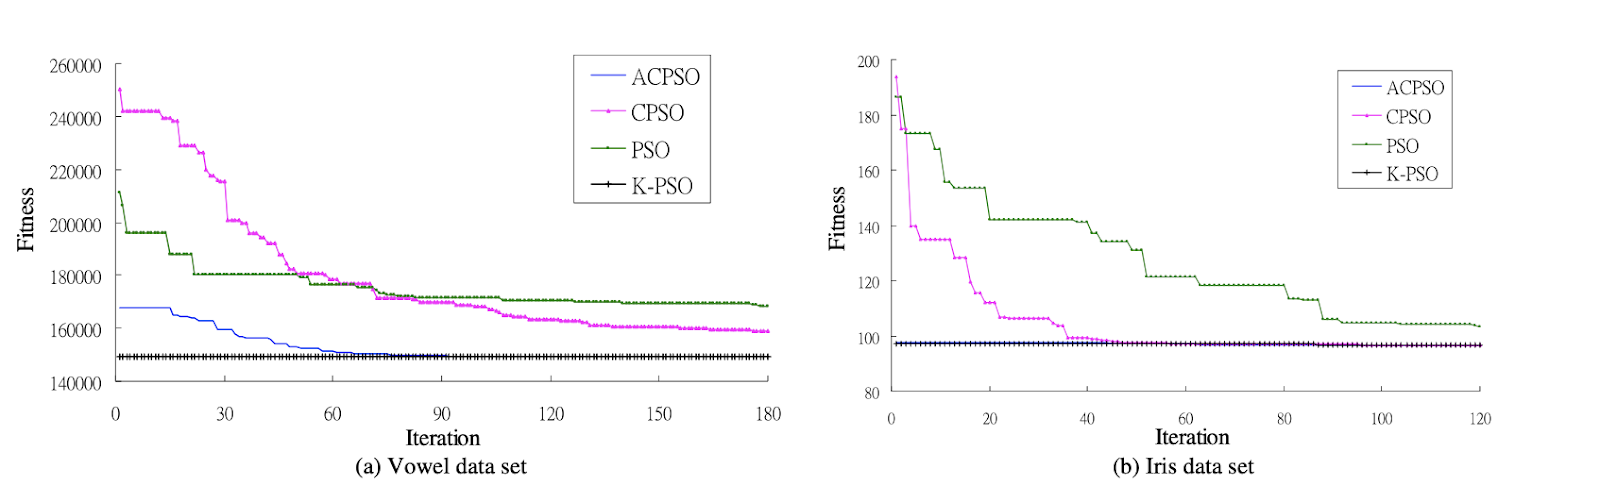 260000
240000
220000
200000
180000
160000
140000
0 30 60 90 120 150 180
Fitness
Iteration
ACPSO
CPSO
PSO
K-PSO
(a) Vowel data set
200
180
160
140
120
100
80
0 20 40 60 80 100 120
Fitness
Iteration
ACPSO
CPSO
PSO
K-PSO
(b) Iris data set